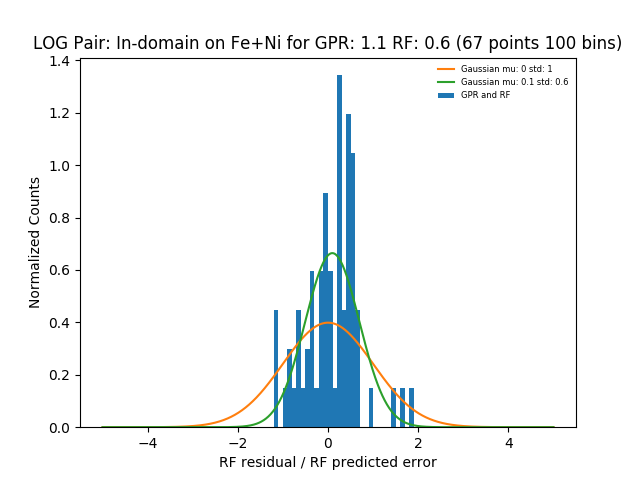 LOG Pair: In-domain on Fe+Ni for GPR: 1.1 RF: 0.6 (67 points 100 bins)
Gaussian mu: 0 std: 1
Gaussian mu: 0.1 std: 0.6
GPR and RF
Normalized Counts
1.4
1.2
1.0
0.8
0.6
0.4
0.2
0.0
−4 −2 0 2 4
RF residual / RF predicted error